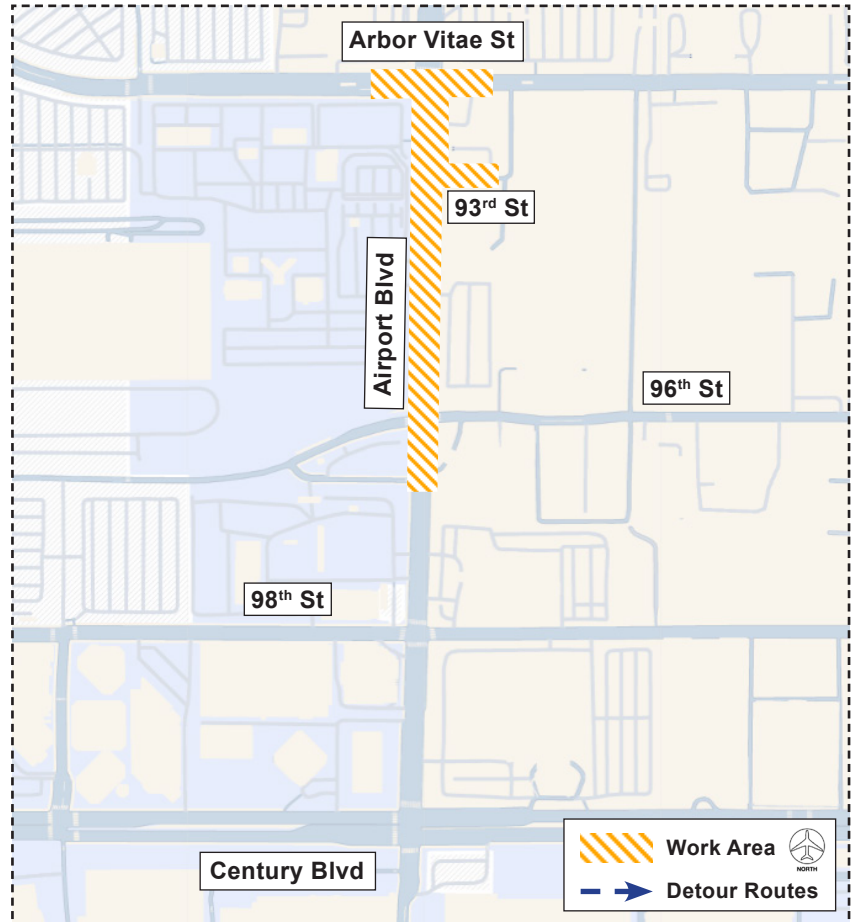 Arbor Vitae St
93rd St
Airport Blvd
96th St
98th St
Century Blvd
Work Area
NORTH
Detour Routes